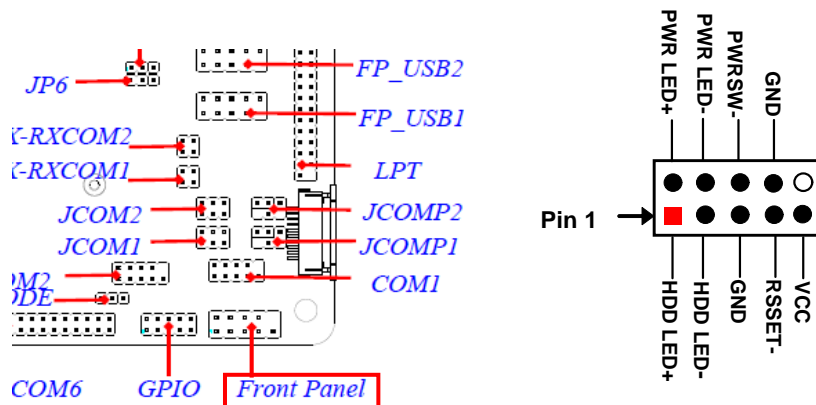 JP6
FP_USB2
FP_USB1
X-RXCOM2
X-RXCOM1
LPT
JCOM2
JCOMP2
JCOM1
JCOMP1
OM2
COM1
ODE
COM6
GPIO
Front Panel
PWR LED+
PWR LED-
PWRSW-
GND
Pin 1
HDD LED+
HDD LED-
GND
RSSET-
VCC